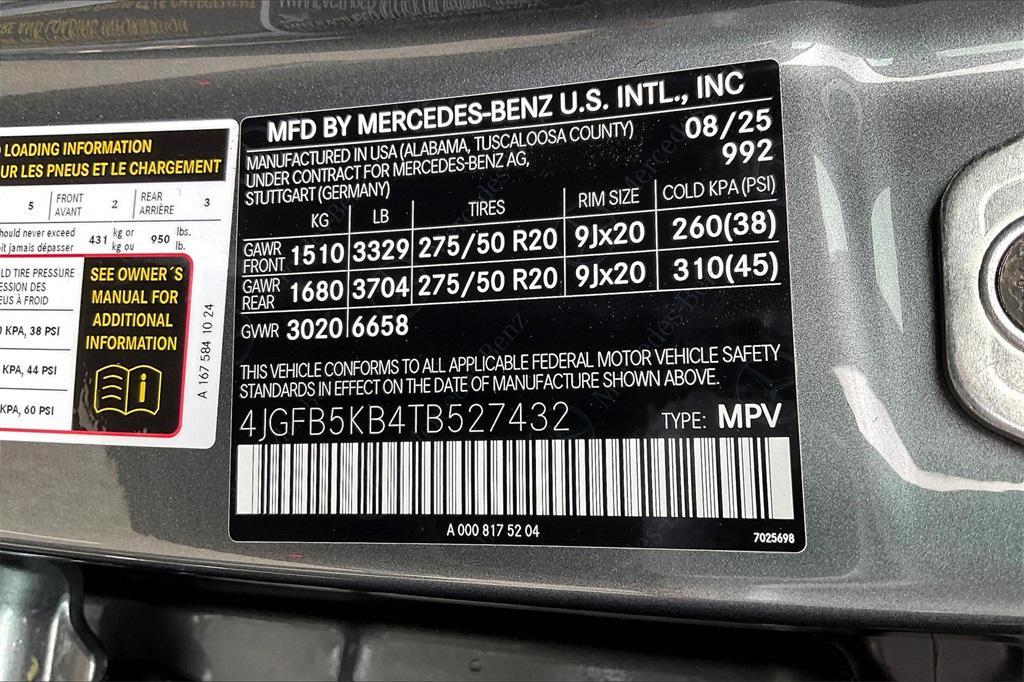 LOADING INFORMATION
UR LES PNEUS ET LE CHARGEMENT
5 FRONT AVANT 2 REAR ARRIÈRE 3
should never exceed 431 kg or 950 lbs.
jamais dépasser kg ou lb.
TIRE PRESSURE
À FROID
KPA, 38 PSI
KPA, 44 PSI
KPA, 60 PSI
SEE OWNER´S
MANUAL FOR
ADDITIONAL
INFORMATION
A 167 584 10 24
MFD BY MERCEDES-BENZ U.S. INTL., INC
MANUFACTURED IN USA (ALABAMA, TUSCALOOSA COUNTY) 08/25
UNDER CONTRACT FOR MERCEDES-BENZ AG, 992
STUTTGART (GERMANY)
KG LB TIRES RIM SIZE COLD KPA (PSI)
GAWR FRONT 1510 3329 275/50 R20 9Jx20 260(38)
GAWR REAR 1680 3704 275/50 R20 9Jx20 310(45)
GVWR 3020 6658
THIS VEHICLE CONFORMS TO ALL APPLICABLE FEDERAL MOTOR VEHICLE SAFETY
STANDARDS IN EFFECT ON THE DATE OF MANUFACTURE SHOWN ABOVE.
4JGFB5KB4TB527432 TYPE: MPV
A 000 817 52 04
7025698